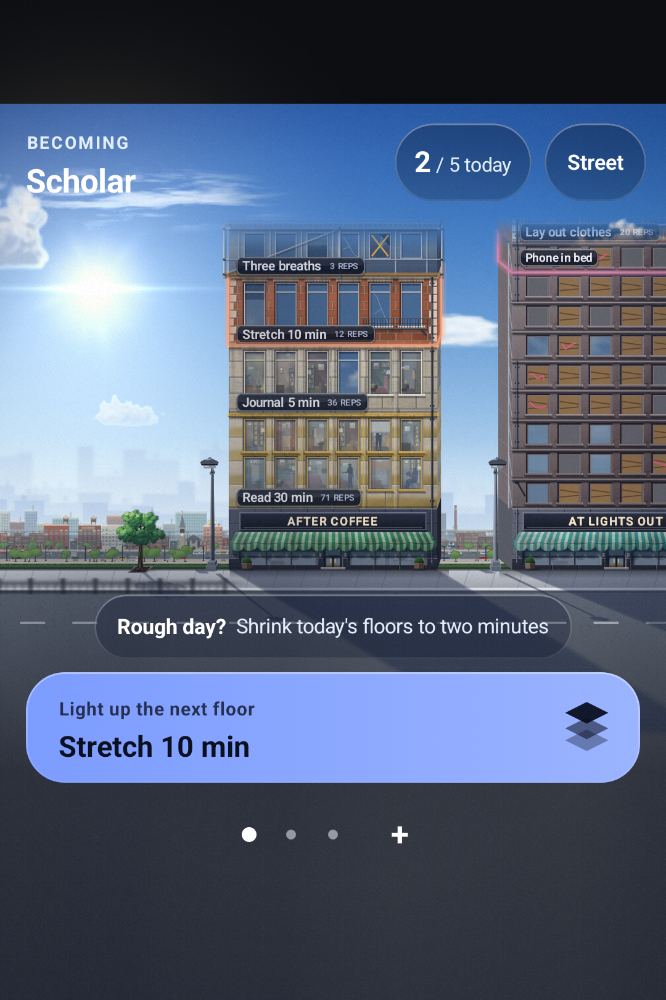 BECOMING
Scholar
2 / 5 today
Street
Lay out clothes 20 REPS
Phone in bed
Three breaths 3 REPS
Stretch 10 min 12 REPS
Journal 5 min 36 REPS
Read 30 min 71 REPS
AFTER COFFEE
AT LIGHTS OUT
Rough day? Shrink today's floors to two minutes
Light up the next floor
Stretch 10 min